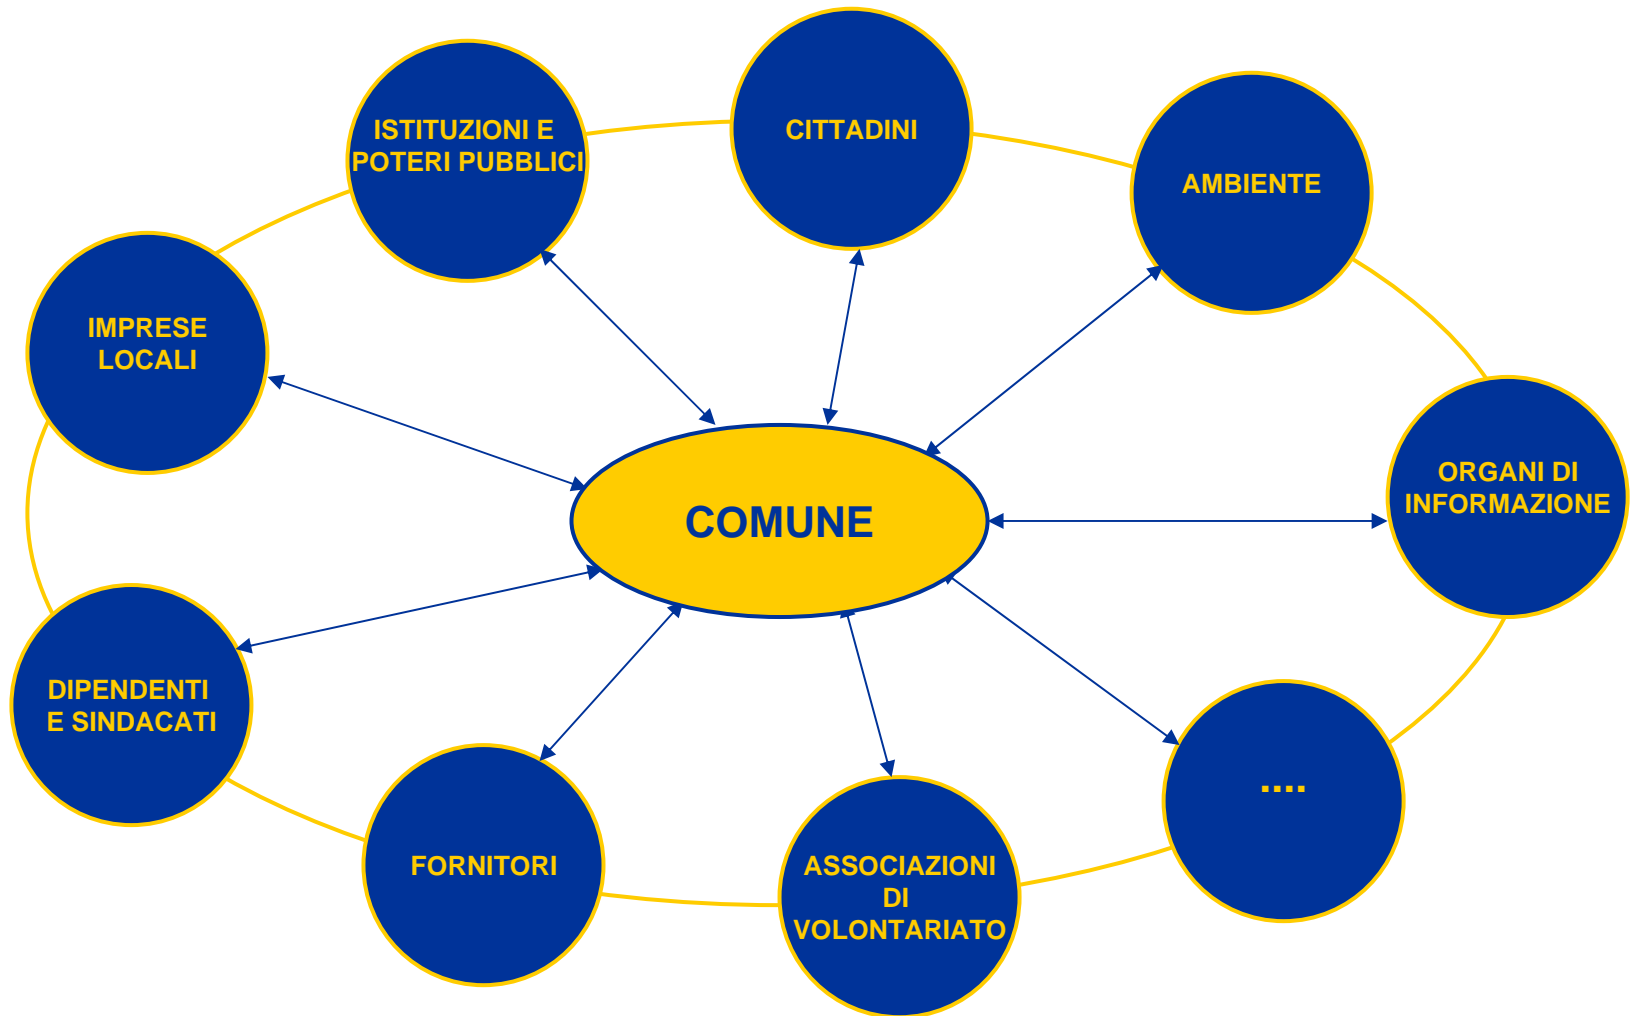 CITTADINI
ISTITUZIONI E
POTERI PUBBLICI
AMBIENTE
IMPRESE
LOCALI
ORGANI DI
INFORMAZIONE
COMUNE
DIPENDENTI
E SINDACATI
....
FORNITORI
ASSOCIAZIONI
DI
VOLONTARIATO